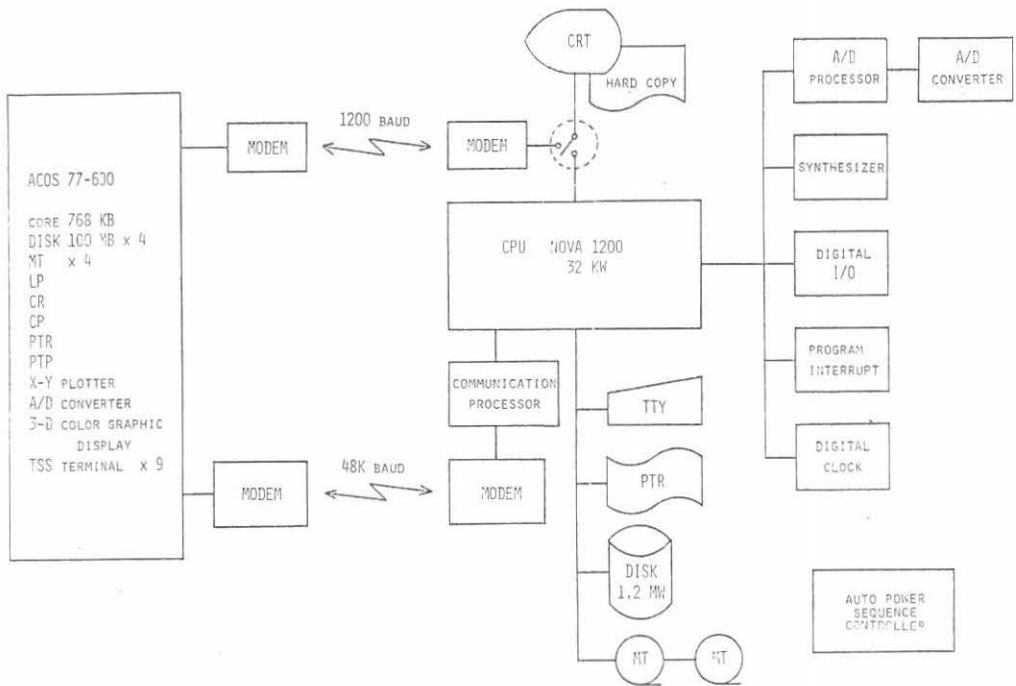 ACOS 77-600
CORE 768 KB
DISK 100 MB x 4
MT x 4
LP
CR
CP
PTR
PTP
X-Y PLOTTER
A/D CONVERTER
3-D COLOR GRAPHIC
DISPLAY
TSS TERMINAL x 9
MODEM
1200 BAUD
MODEM
CRT
HARD COPY
CPU NOVA 1200
32 KW
COMMUNICATION
PROCESSOR
MODEM
48K BAUD
MODEM
TTY
PTR
DISK
1.2 MW
MT
MT
A/D
PROCESSOR
A/D
CONVERTER
SYNTHESIZER
DIGITAL
I/O
PROGRAM
INTERRUPT
DIGITAL
CLOCK
AUTO POWER
SEQUENCE
CONTROLLER